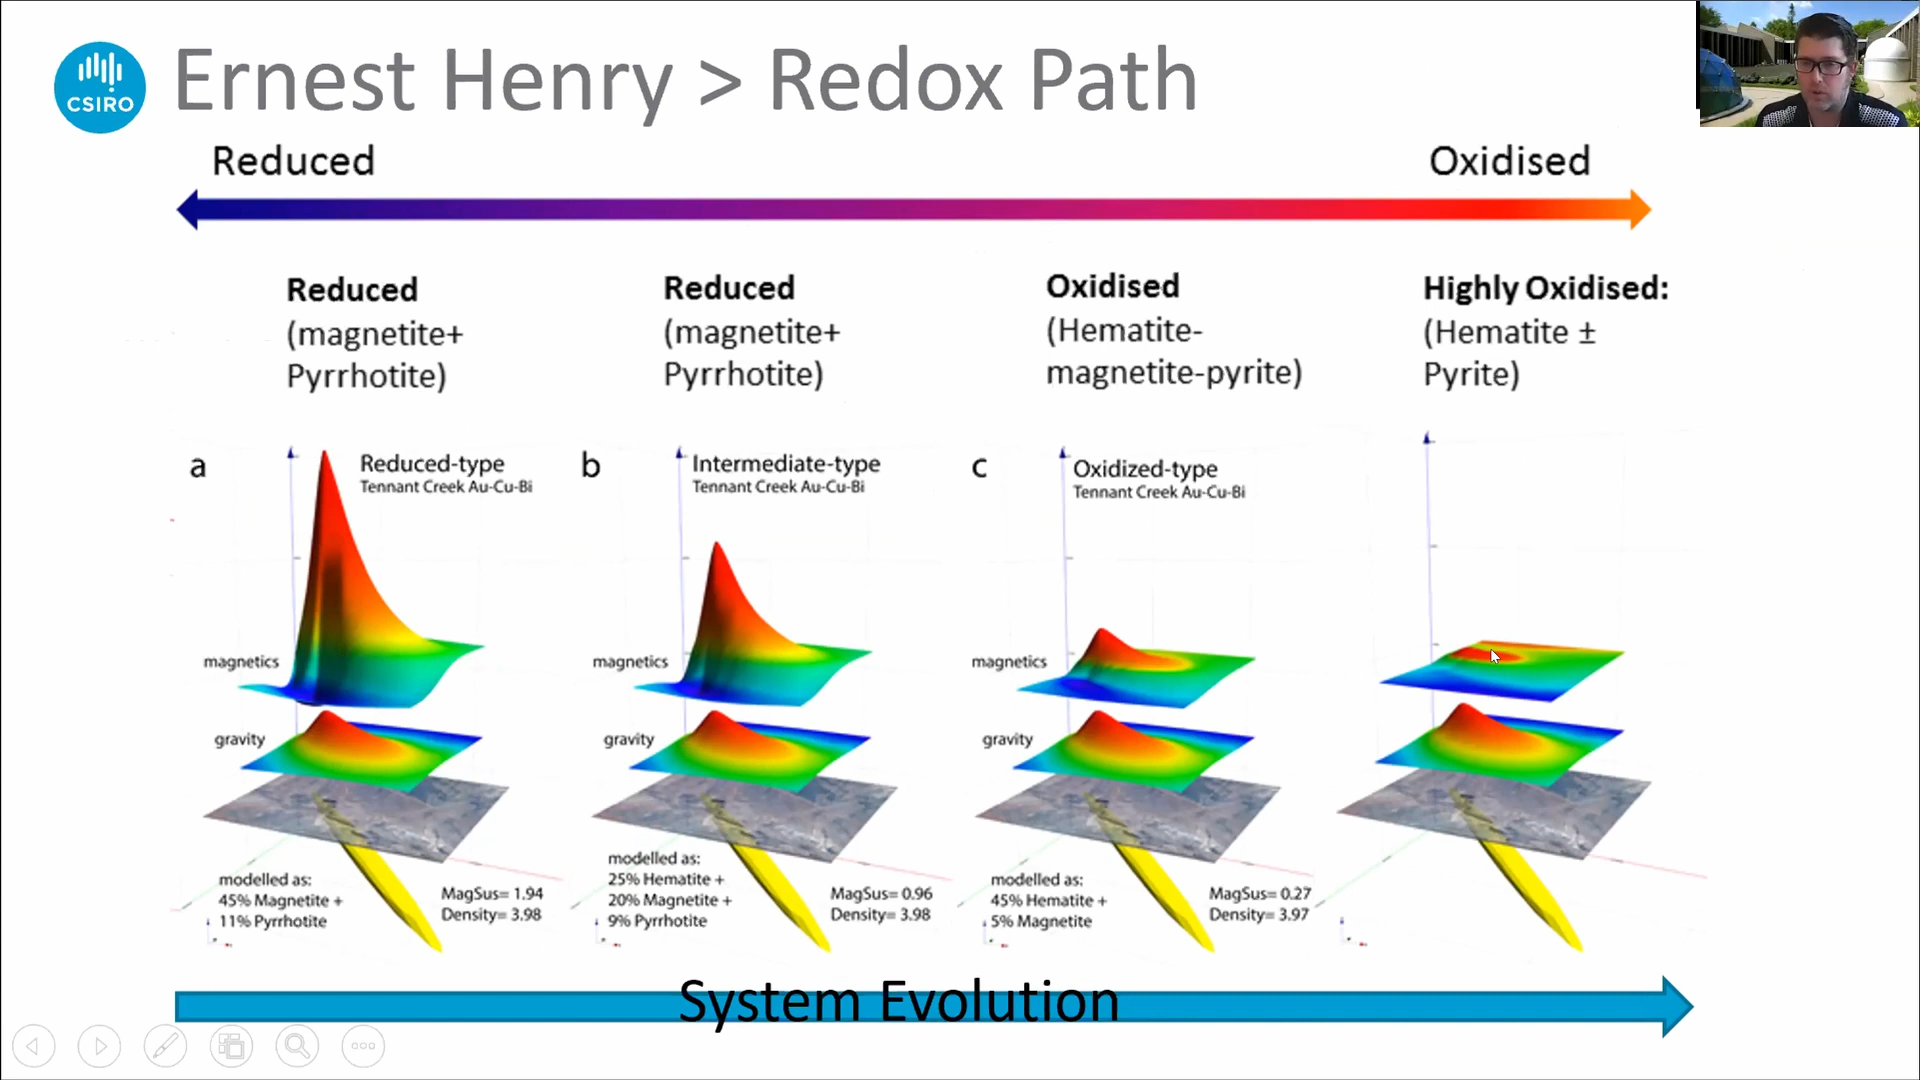 CSIRO
Ernest Henry > Redox Path
Reduced
Oxidised
Reduced
(magnetite+
Pyrrhotite)
Reduced
(magnetite+
Pyrrhotite)
Oxidised
(Hematite-
magnetite-pyrite)
Highly Oxidised:
(Hematite ±
Pyrite)
a
Reduced-type
Tennant Creek Au-Cu-Bi
magnetics
gravity
modelled as:
45% Magnetite +
11% Pyrrhotite
MagSus= 1.94
Density= 3.98
b
Intermediate-type
Tennant Creek Au-Cu-Bi
magnetics
gravity
modelled as:
25% Hematite +
20% Magnetite +
9% Pyrrhotite
MagSus= 0.96
Density= 3.98
c
Oxidized-type
Tennant Creek Au-Cu-Bi
magnetics
gravity
modelled as:
45% Hematite +
5% Magnetite
MagSus= 0.27
Density= 3.97
System Evolution